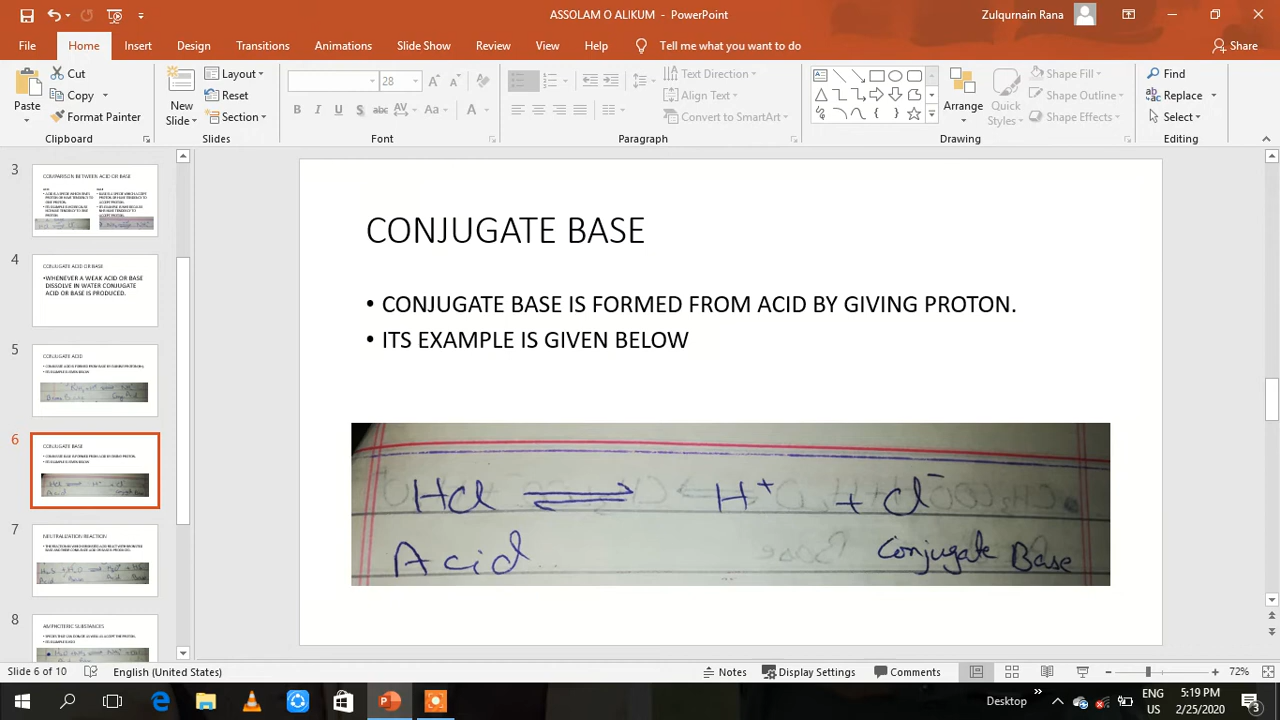 ASSOLAM O ALIKUM - PowerPoint
Zulqurnain Rana
File Home Insert Design Transitions Animations Slide Show Review View Help Tell me what you want to do
Share
Paste
Cut
Copy
Format Painter
Clipboard
New Slide
Layout
Reset
Section
Slides
28
Font
Text Direction
Align Text
Convert to SmartArt
Paragraph
Arrange
Quick Styles
Shape Fill
Shape Outline
Shape Effects
Drawing
Find
Replace
Select
Editing
3
COMPARISON BETWEEN ACID OR BASE
4
CONJUGATE ACID OR BASE
•WHENEVER A WEAK ACID OR BASE
DISSOLVE IN WATER CONJUGATE
ACID OR BASE IS PRODUCED.
5
CONJUGATE ACID
6
CONJUGATE BASE
7
NEUTRALIZATION REACTION
8
AMPHOTERIC SUBSTANCES
CONJUGATE BASE
• CONJUGATE BASE IS FORMED FROM ACID BY GIVING PROTON.
• ITS EXAMPLE IS GIVEN BELOW
HCl ⇌ H⁺ + Cl⁻
Acid Conjugate Base
Slide 6 of 10 English (United States) Notes Display Settings Comments 72%
Desktop ENG 5:19 PM
US 2/25/2020 3